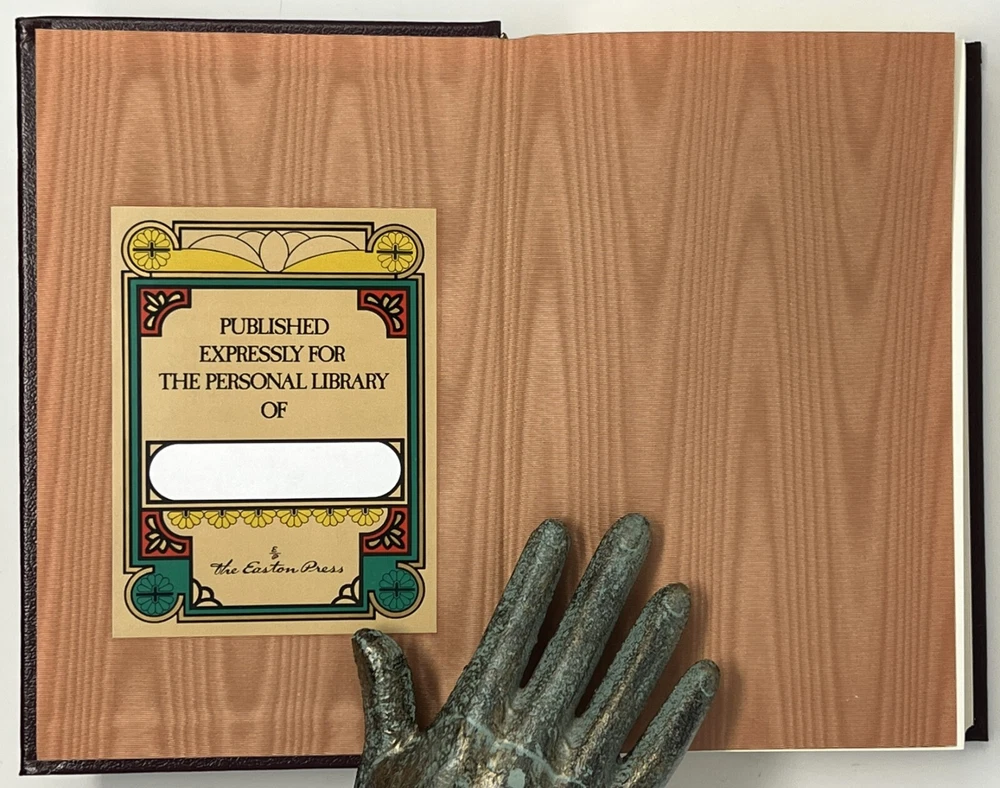 PUBLISHED
EXPRESSLY FOR
THE PERSONAL LIBRARY
OF
the Easton Press